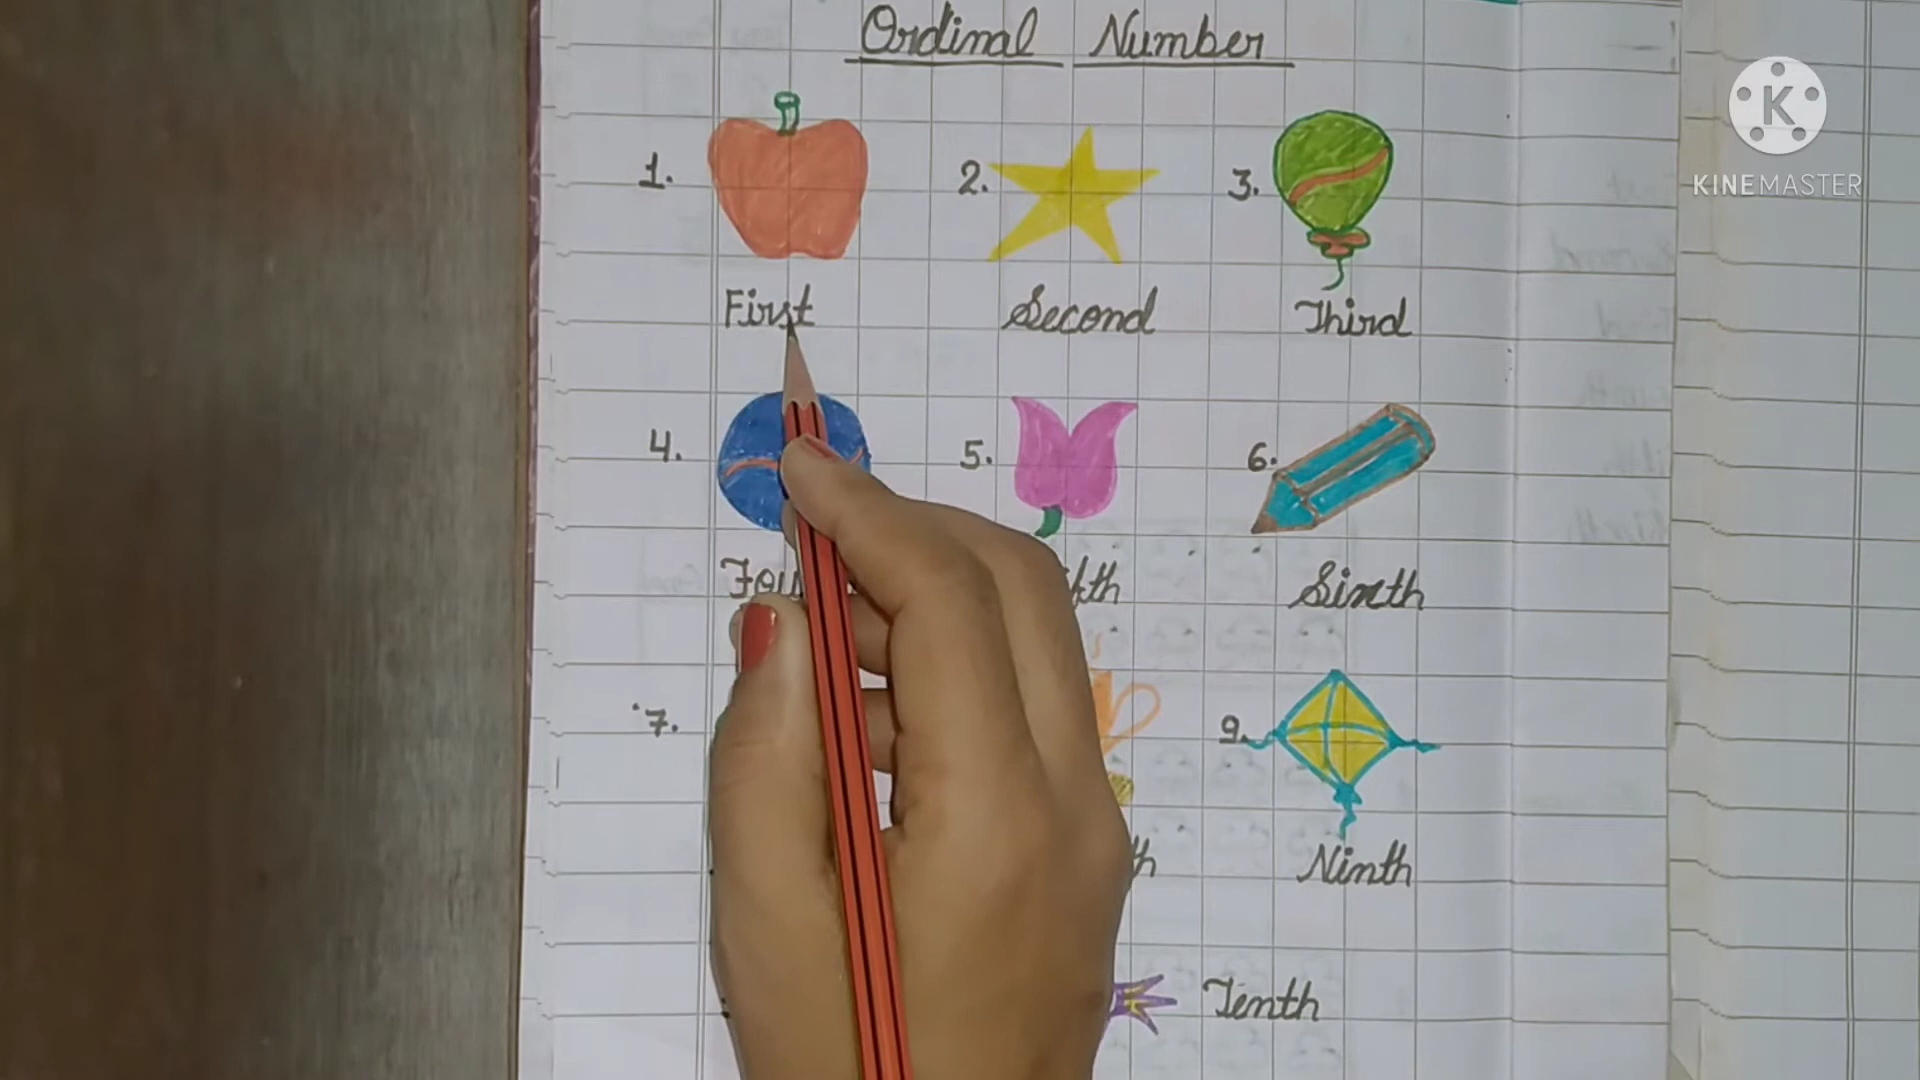 Ordinal Number
1. 2. 3.
First Second Third
4. 5. 6.
Sixth
7. 9.
Ninth
Tenth
K
KINEMASTER